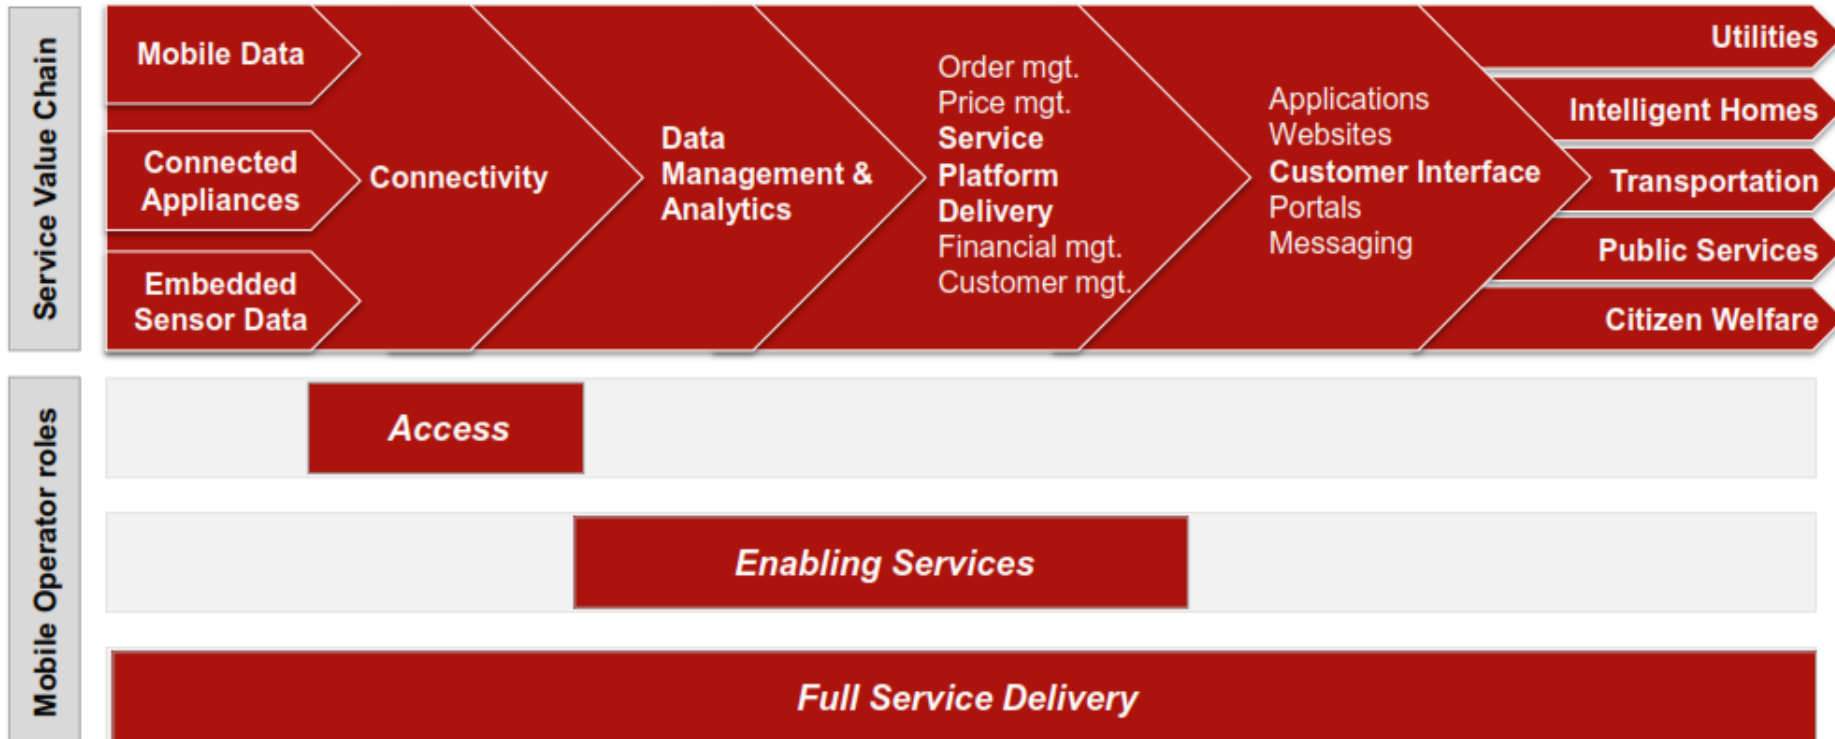 Service Value Chain
Mobile Data
Connected
Appliances
Embedded
Sensor Data
Connectivity
Data
Management &
Analytics
Order mgt.
Price mgt.
Service
Platform
Delivery
Financial mgt.
Customer mgt.
Applications
Websites
Customer Interface
Portals
Messaging
Utilities
Intelligent Homes
Transportation
Public Services
Citizen Welfare
Mobile Operator roles
Access
Enabling Services
Full Service Delivery